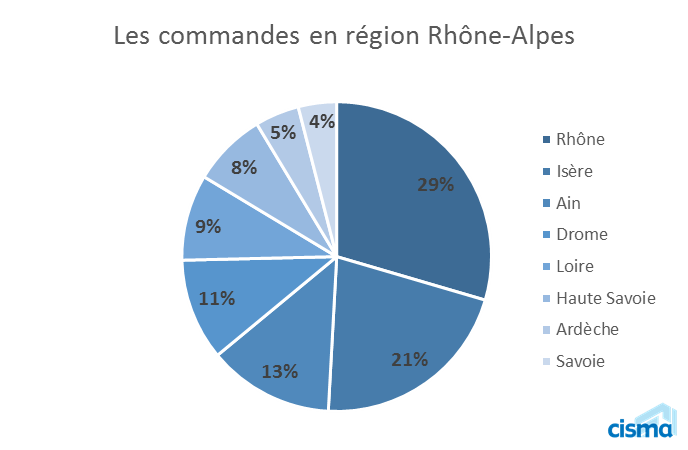 Les commandes en région Rhône-Alpes
4%
5%
8%
29%
9%
11%
21%
13%
Rhône
Isère
Ain
Drome
Loire
Haute Savoie
Ardèche
Savoie
cisma